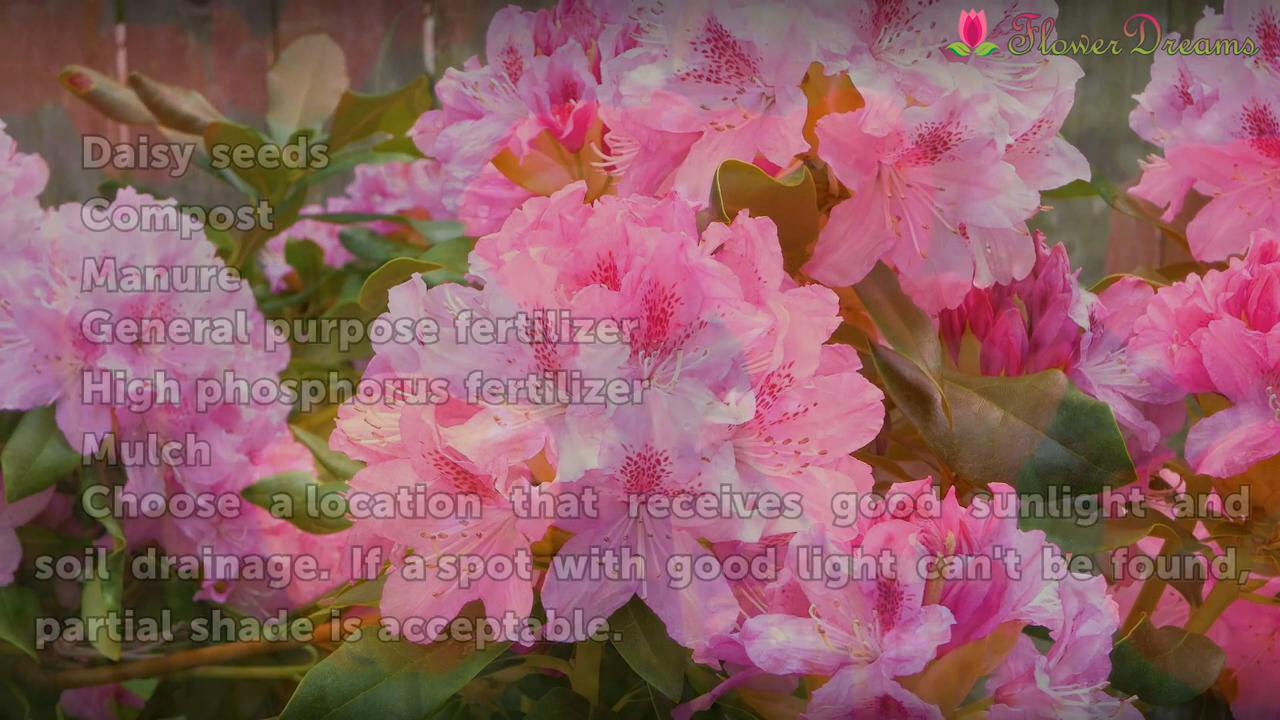 Flower Dreams
Daisy seeds
Compost
Manure
General purpose fertilizer
High phosphorus fertilizer
Mulch
Choose a location that receives good sunlight and
soil drainage. If a spot with good light can't be found,
partial shade is acceptable.